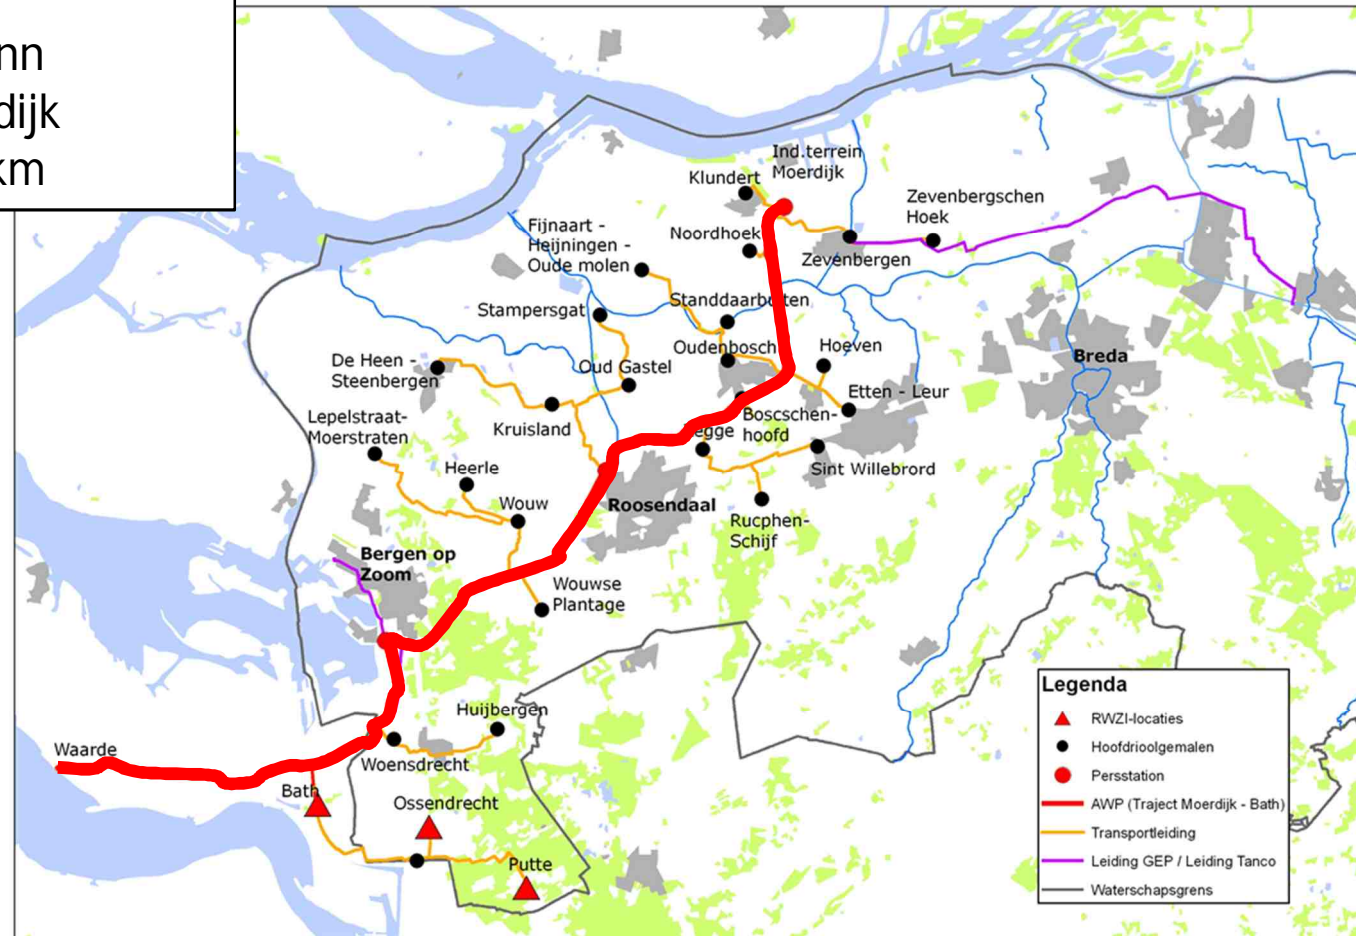 nn
dijk
km
Ind.terrein
Moerdijk
Klundert
Zevenbergschen
Hoek
Fijnaart -
Heijningen -
Oude molen
Noordhoek
Zevenbergen
Standdaarbuiten
Stampersgat
Oudenbosch
Hoeven
Breda
De Heen -
Steenbergen
Oud Gastel
Etten - Leur
Lepelstraat-
Moerstraten
Kruisland
Boscschen-
hoofd
egge
Sint Willebrord
Heerle
Wouw
Roosendaal
Rucphen-
Schijf
Bergen op
Zoom
Wouwse
Plantage
Huijbergen
Waarde
Woensdrecht
Bath
Ossendrecht
Putte
Legenda
RWZI-locaties
Hoofdrioolgemalen
Persstation
AWP (Traject Moerdijk - Bath)
Transportleiding
Leiding GEP / Leiding Tanco
Waterschapsgrens